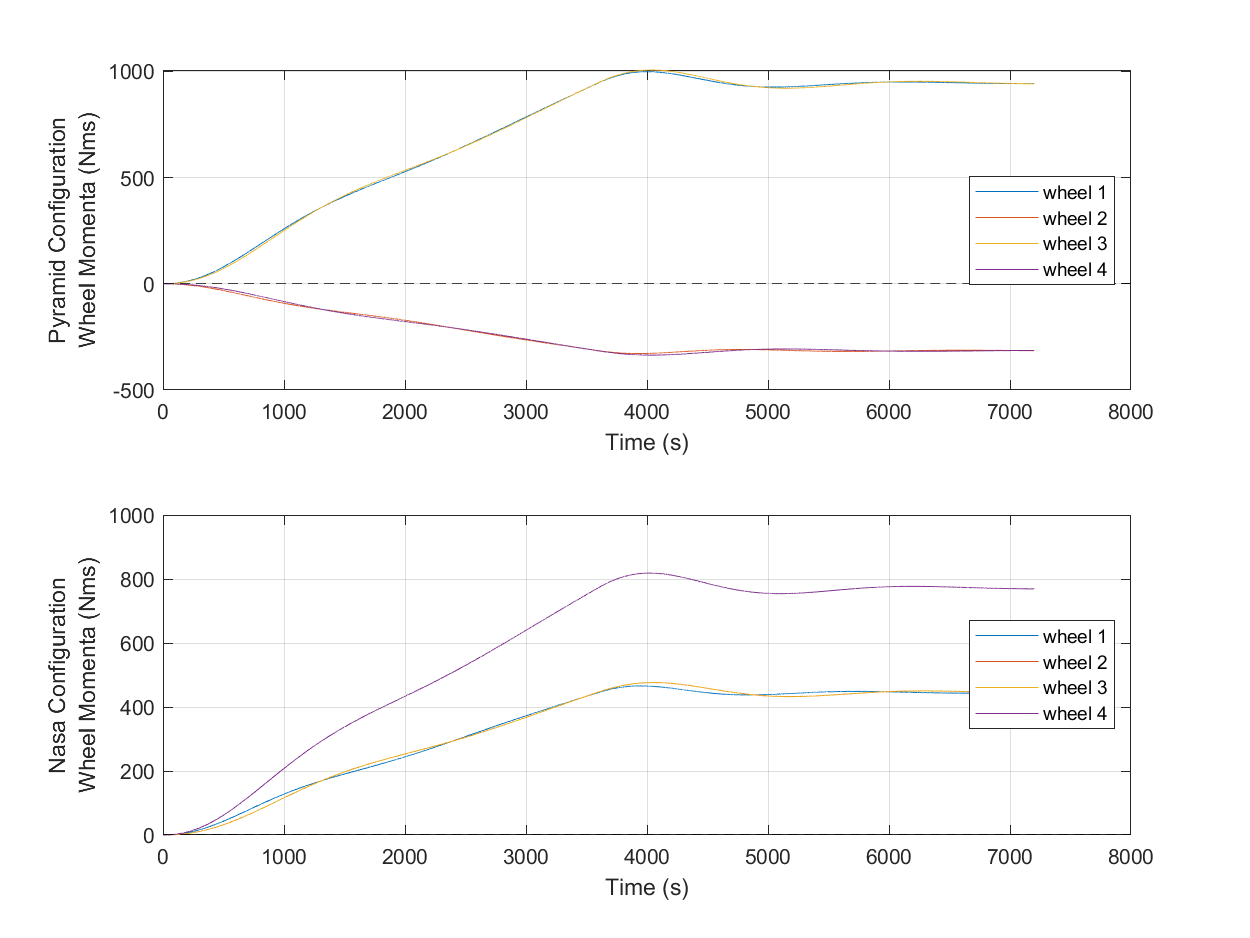 1000
500
0
-500
Pyramid Configuration
Wheel Momenta (Nms)
wheel 1
wheel 2
wheel 3
wheel 4
0 1000 2000 3000 4000 5000 6000 7000 8000
Time (s)
1000
800
600
400
200
0
Nasa Configuration
Wheel Momenta (Nms)
wheel 1
wheel 2
wheel 3
wheel 4
0 1000 2000 3000 4000 5000 6000 7000 8000
Time (s)